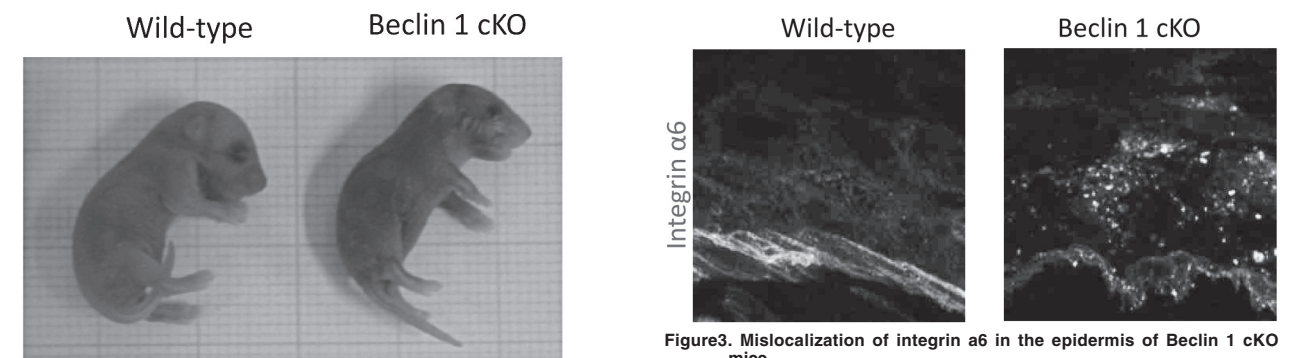 Wild-type
Beclin 1 cKO
Wild-type
Beclin 1 cKO
Integrin α6
Figure3. Mislocalization of integrin a6 in the epidermis of Beclin 1 cKO
mice